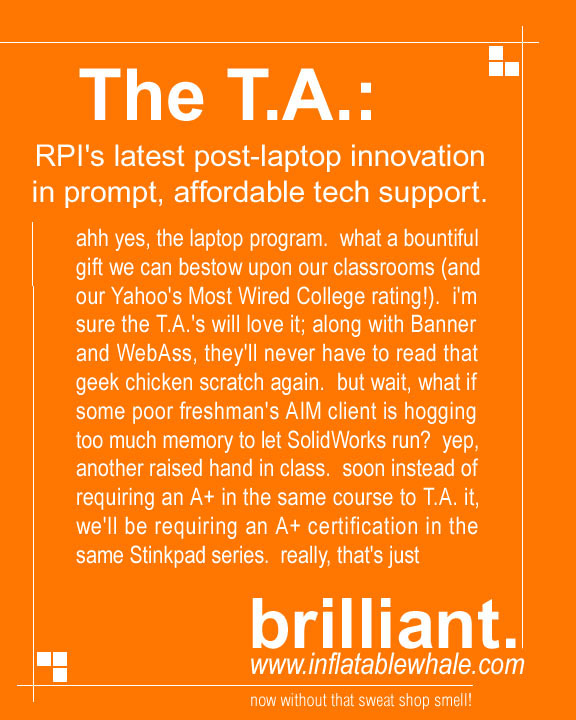 The T.A.:
RPI's latest post-laptop innovation
in prompt, affordable tech support.
ahh yes, the laptop program.  what a bountiful
gift we can bestow upon our classrooms (and
our Yahoo's Most Wired College rating!).  i'm
sure the T.A.'s will love it; along with Banner
and WebAss, they'll never have to read that
geek chicken scratch again.  but wait, what if
some poor freshman's AIM client is hogging
too much memory to let SolidWorks run?  yep,
another raised hand in class.  soon instead of
requiring an A+ in the same course to T.A. it,
we'll be requiring an A+ certification in the
same Stinkpad series.  really, that's just
brilliant.
www.inflatablewhale.com
now without that sweat shop smell!